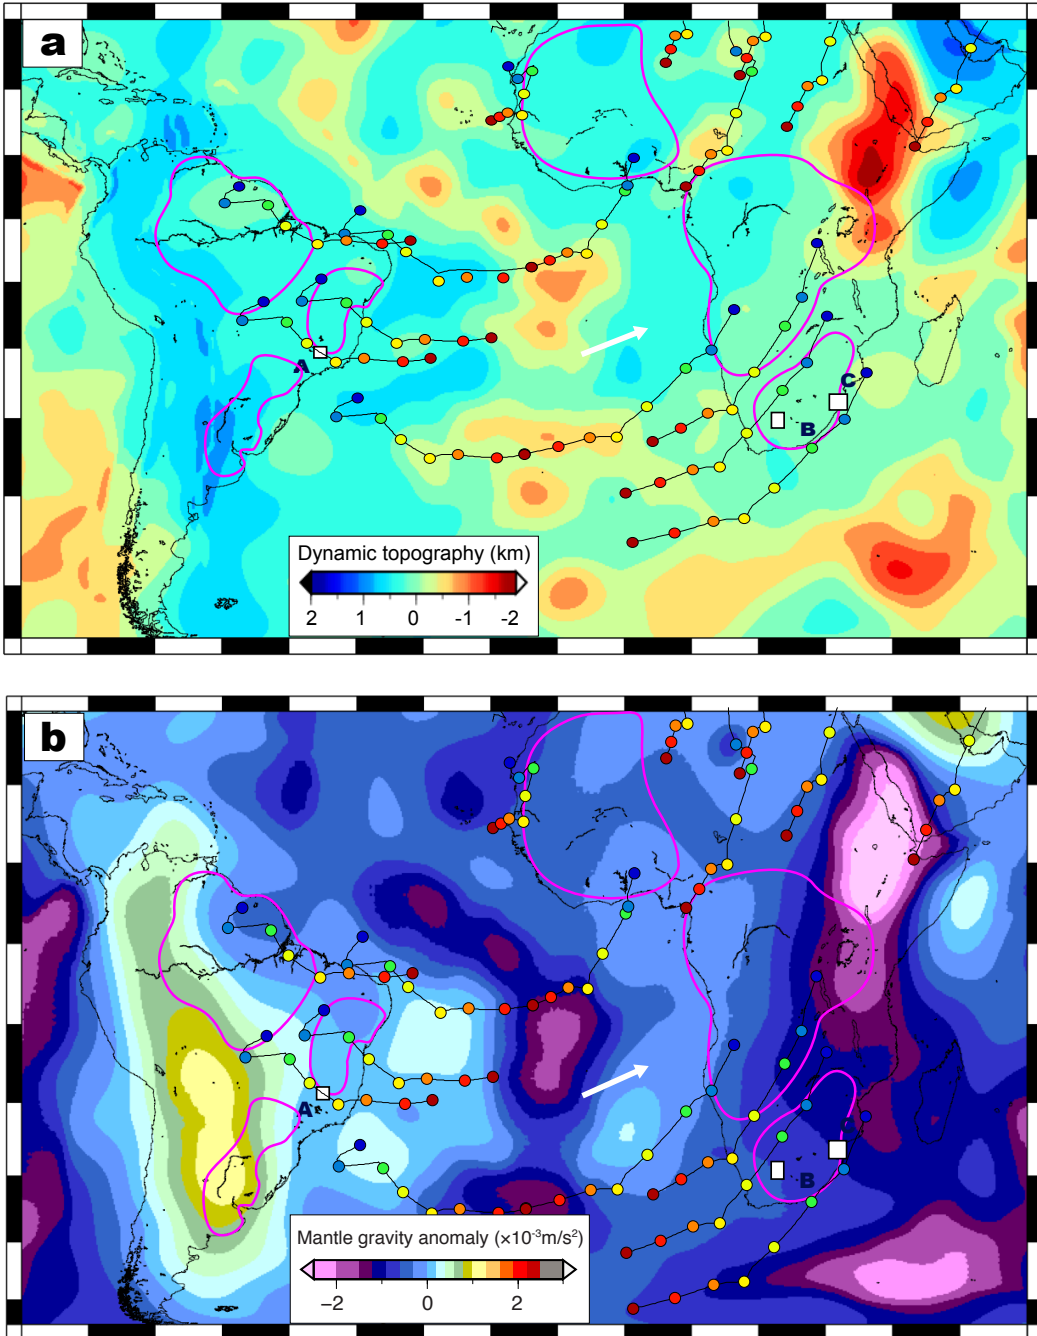 a
A
C
B
Dynamic topography (km)
2 1 0 -1 -2
b
A
B
Mantle gravity anomaly (×10⁻³m/s²)
−2 0 2